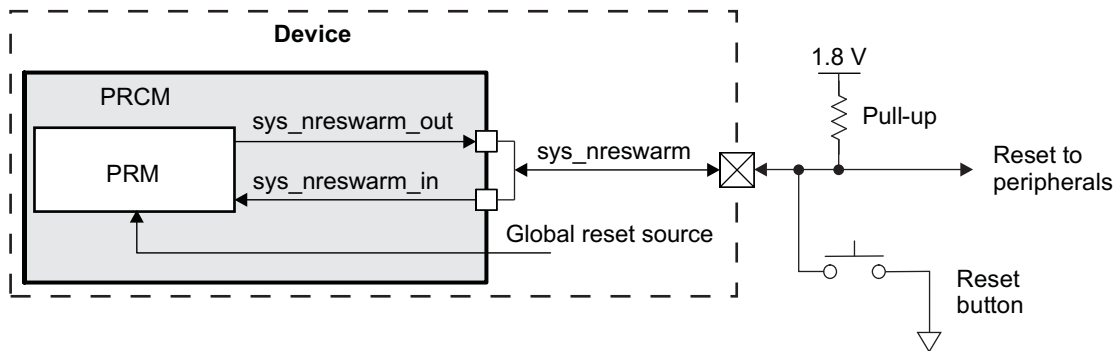 Device
PRCM
PRM
sys_nreswarm_out
sys_nreswarm_in
Global reset source
sys_nreswarm
1.8 V
Pull-up
Reset to
peripherals
Reset
button